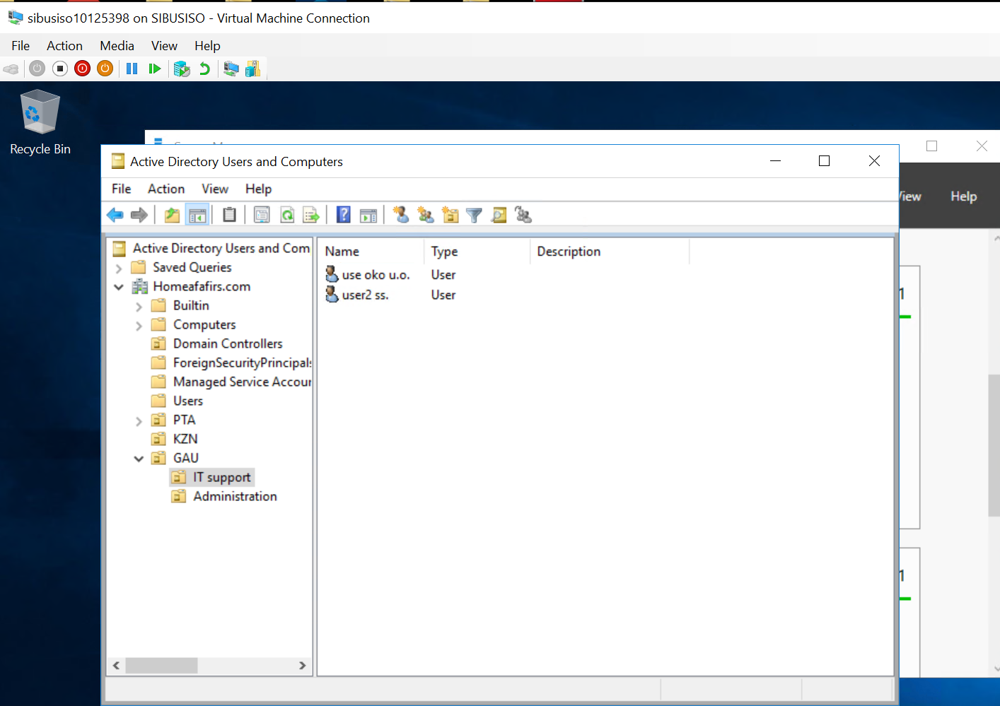 sibusiso10125398 on SIBUSISO - Virtual Machine Connection
File Action Media View Help
Recycle Bin
Active Directory Users and Computers
File Action View Help
Help
Active Directory Users and Com
Name Type Description
Saved Queries
use oko u.o. User
Homeafafirs.com
user2 ss. User
Builtin
Computers
Domain Controllers
ForeignSecurityPrincipals
Managed Service Accour
Users
PTA
KZN
GAU
IT support
Administration
1
1